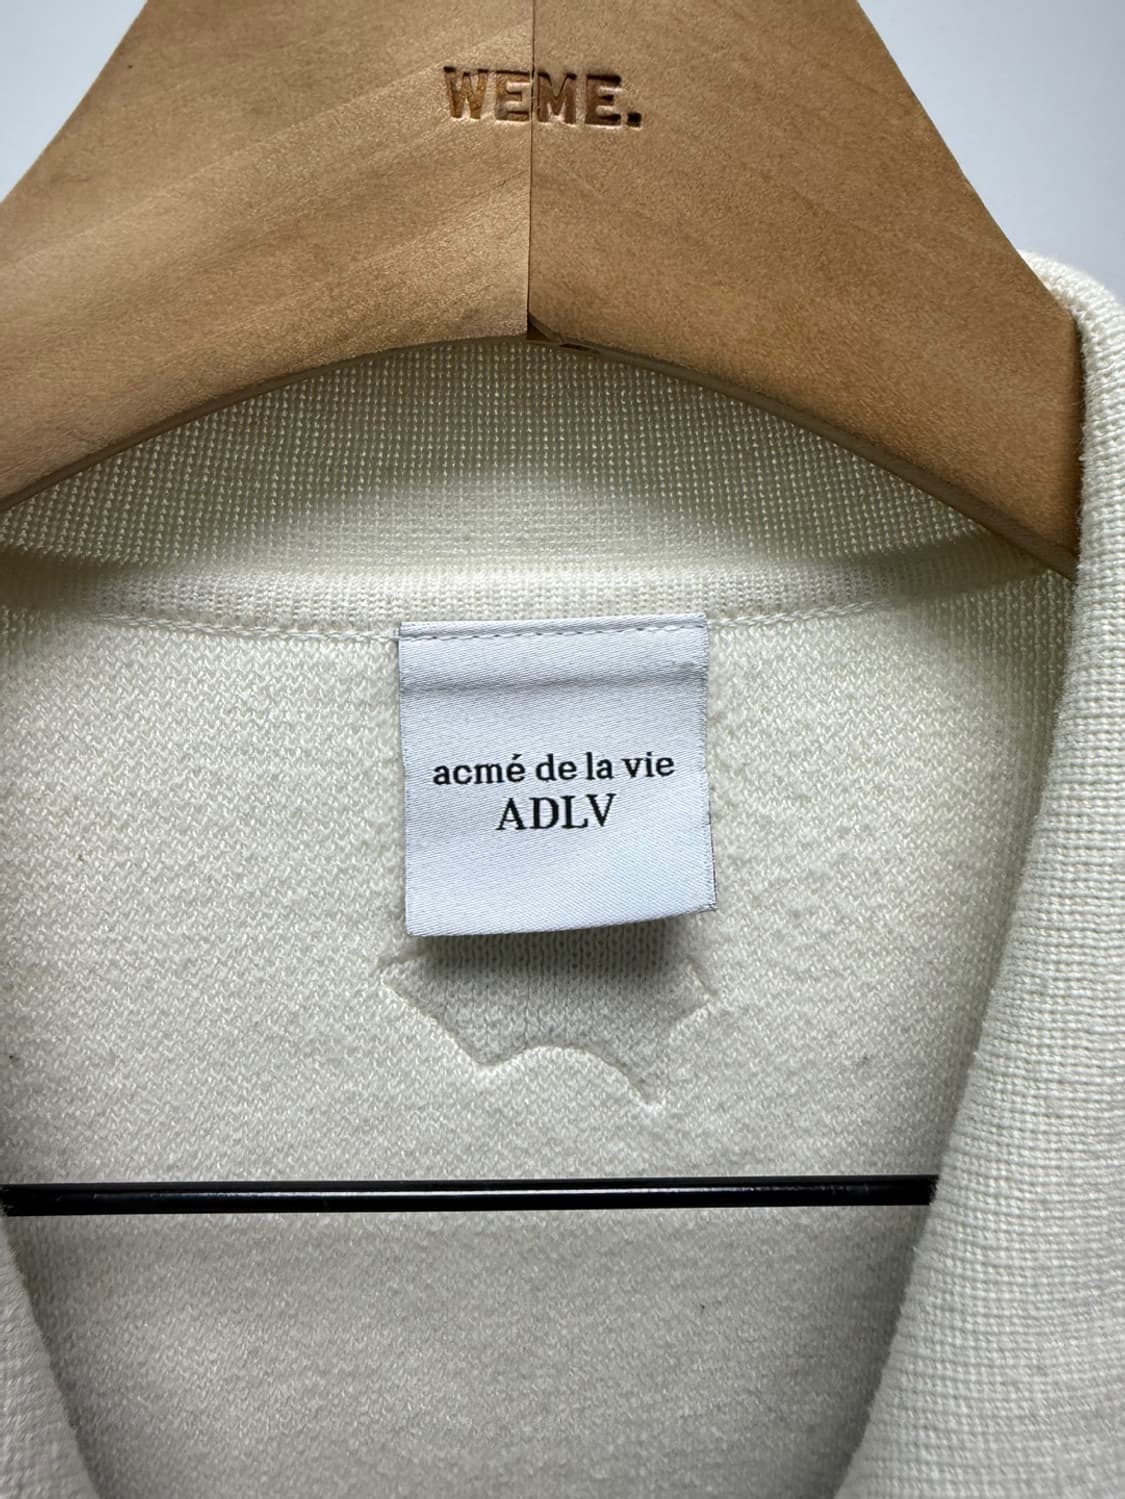 WEME.
acmé de la vie
ADLV